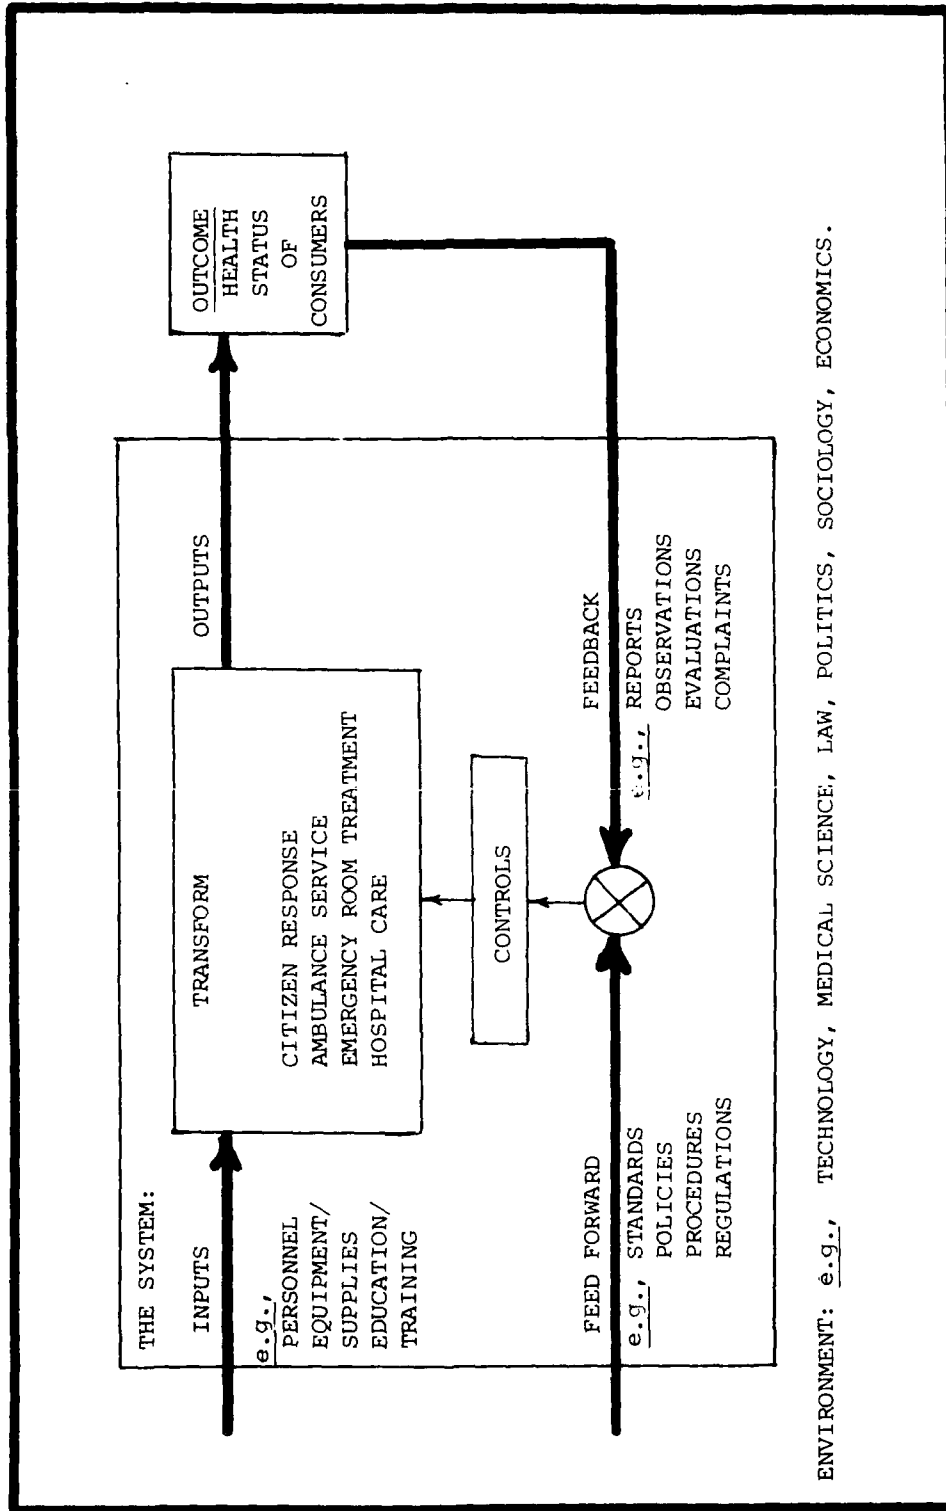 THE SYSTEM:
INPUTS
e.g.,
PERSONNEL
EQUIPMENT/
SUPPLIES
EDUCATION/
TRAINING
TRANSFORM
CITIZEN RESPONSE
AMBULANCE SERVICE
EMERGENCY ROOM TREATMENT
HOSPITAL CARE
OUTPUTS
OUTCOME
HEALTH
STATUS
OF
CONSUMERS
CONTROLS
FEED FORWARD
e.g., STANDARDS
POLICIES
PROCEDURES
REGULATIONS
FEEDBACK
e.g., REPORTS
OBSERVATIONS
EVALUATIONS
COMPLAINTS
ENVIRONMENT: e.g., TECHNOLOGY, MEDICAL SCIENCE, LAW, POLITICS, SOCIOLOGY, ECONOMICS.